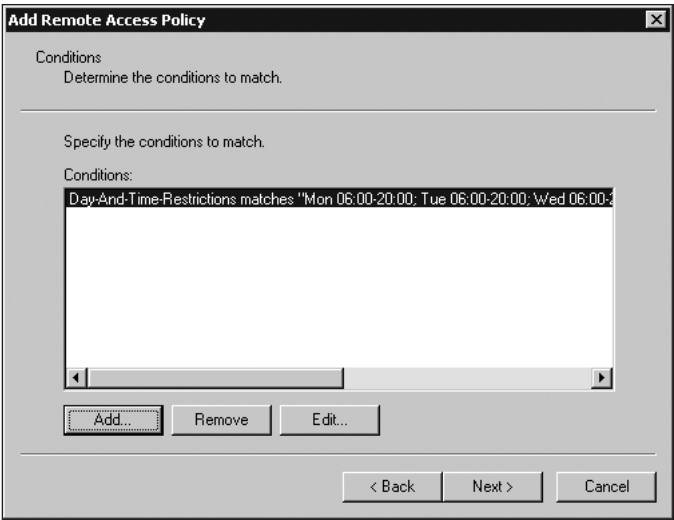 Add Remote Access Policy
Conditions
Determine the conditions to match.
Specify the conditions to match.
Conditions:
Day-And-Time-Restrictions matches "Mon 06:00-20:00; Tue 06:00-20:00; Wed 06:00-
Add...
Remove
Edit...
< Back
Next >
Cancel